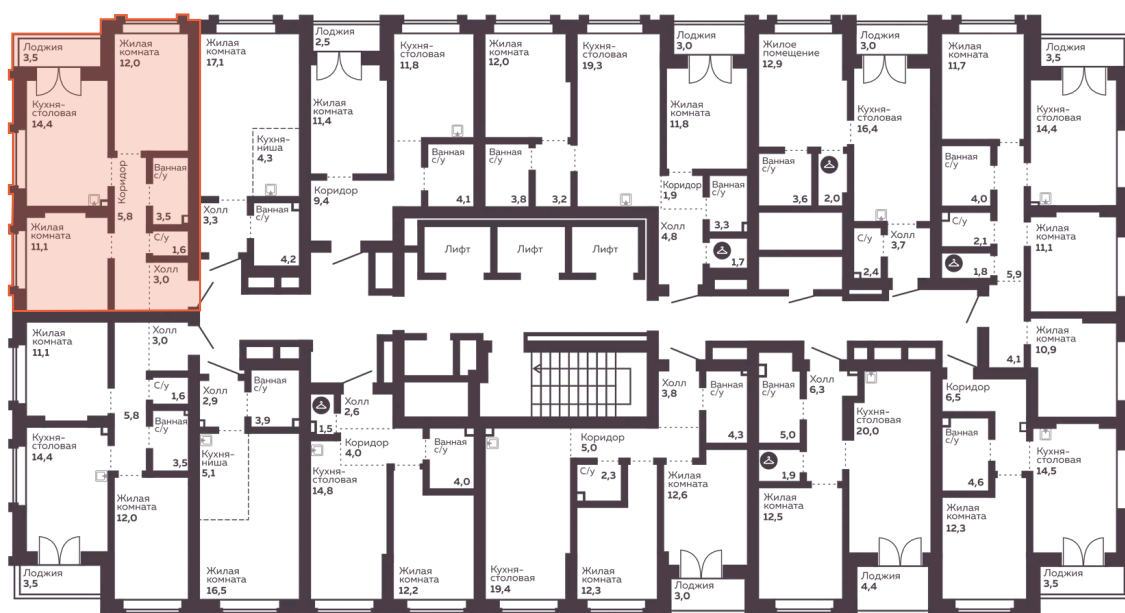 Лоджия
3,5
Жилая
комната
12,0
Кухня-
столовая
14,4
Коридор
5,8
Ванная
с/у
3,5
Жилая
комната
11,1
С/у
1,6
Холл
3,0
Жилая
комната
17,1
Кухня-
ниша
4,3
Холл
3,3
Ванная
с/у
4,2
Лоджия
2,5
Жилая
комната
11,4
Коридор
9,4
Кухня-
столовая
11,8
Ванная
с/у
4,1
Жилая
комната
12,0
Ванная
с/у
3,8
3,2
Кухня-
столовая
19,3
Лифт
Лифт
Лифт
Лоджия
3,0
Жилая
комната
11,8
Коридор
1,9
Ванная
с/у
3,3
Холл
4,8
1,7
Жилое
помещение
12,9
Ванная
с/у
3,6
2,0
Лоджия
3,0
Кухня-
столовая
16,4
С/у
2,4
Холл
3,7
Жилая
комната
11,7
Ванная
с/у
4,0
С/у
2,1
1,8
5,9
Лоджия
3,5
Кухня-
столовая
14,4
Жилая
комната
11,1
Жилая
комната
11,1
Холл
3,0
С/у
1,6
5,8
Ванная
с/у
3,5
Кухня-
столовая
14,4
Жилая
комната
12,0
Лоджия
3,5
Холл
2,9
Ванная
с/у
3,9
Кухня-
ниша
5,1
Жилая
комната
16,5
Холл
2,6
1,5
Коридор
4,0
Кухня-
столовая
14,8
Ванная
с/у
4,0
Жилая
комната
12,2
Холл
3,8
Ванная
с/у
4,3
Коридор
5,0
С/у
2,3
Кухня-
столовая
19,4
Жилая
комната
12,3
Жилая
комната
12,6
Лоджия
3,0
Ванная
с/у
5,0
Холл
6,3
1,9
Жилая
комната
12,5
Кухня-
столовая
20,0
Лоджия
4,4
Жилая
комната
10,9
4,1
Коридор
6,5
Ванная
с/у
4,6
Кухня-
столовая
14,5
Жилая
комната
12,3
Лоджия
3,5